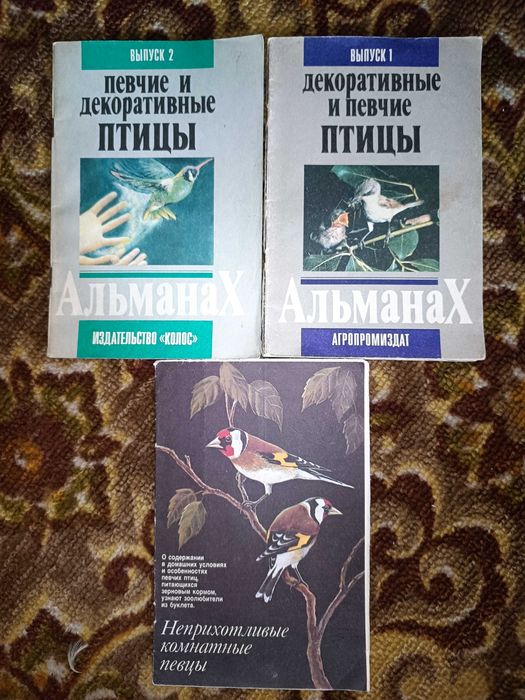 ВЫПУСК 2
ПЕВЧИЕ И
ДЕКОРАТИВНЫЕ
ПТИЦЫ
АльманаХ
ИЗДАТЕЛЬСТВО «КОЛОС»
ВЫПУСК 1
ДЕКОРАТИВНЫЕ
И ПЕВЧИЕ
ПТИЦЫ
АльманаХ
АГРОПРОМИЗДАТ
О содержании
в домашних условиях
и особенностях
певчих птиц,
питающихся
зерновым кормом,
узнают зоолюбители
из буклета.
Неприхотливые
комнатные
певцы